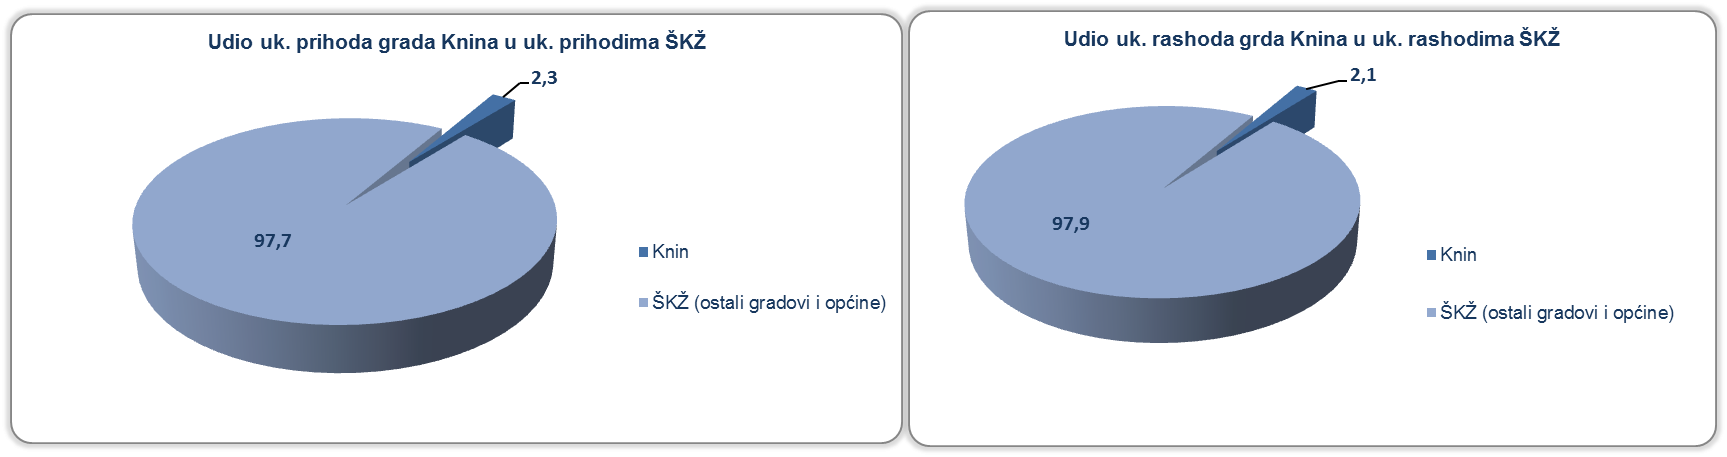 Udio uk. prihoda grada Knina u uk. prihodima ŠKŽ
2,3
97,7
Knin
ŠKŽ (ostali gradovi i općine)
Udio uk. rashoda grda Knina u uk. rashodima ŠKŽ
2,1
97,9
Knin
ŠKŽ (ostali gradovi i općine)